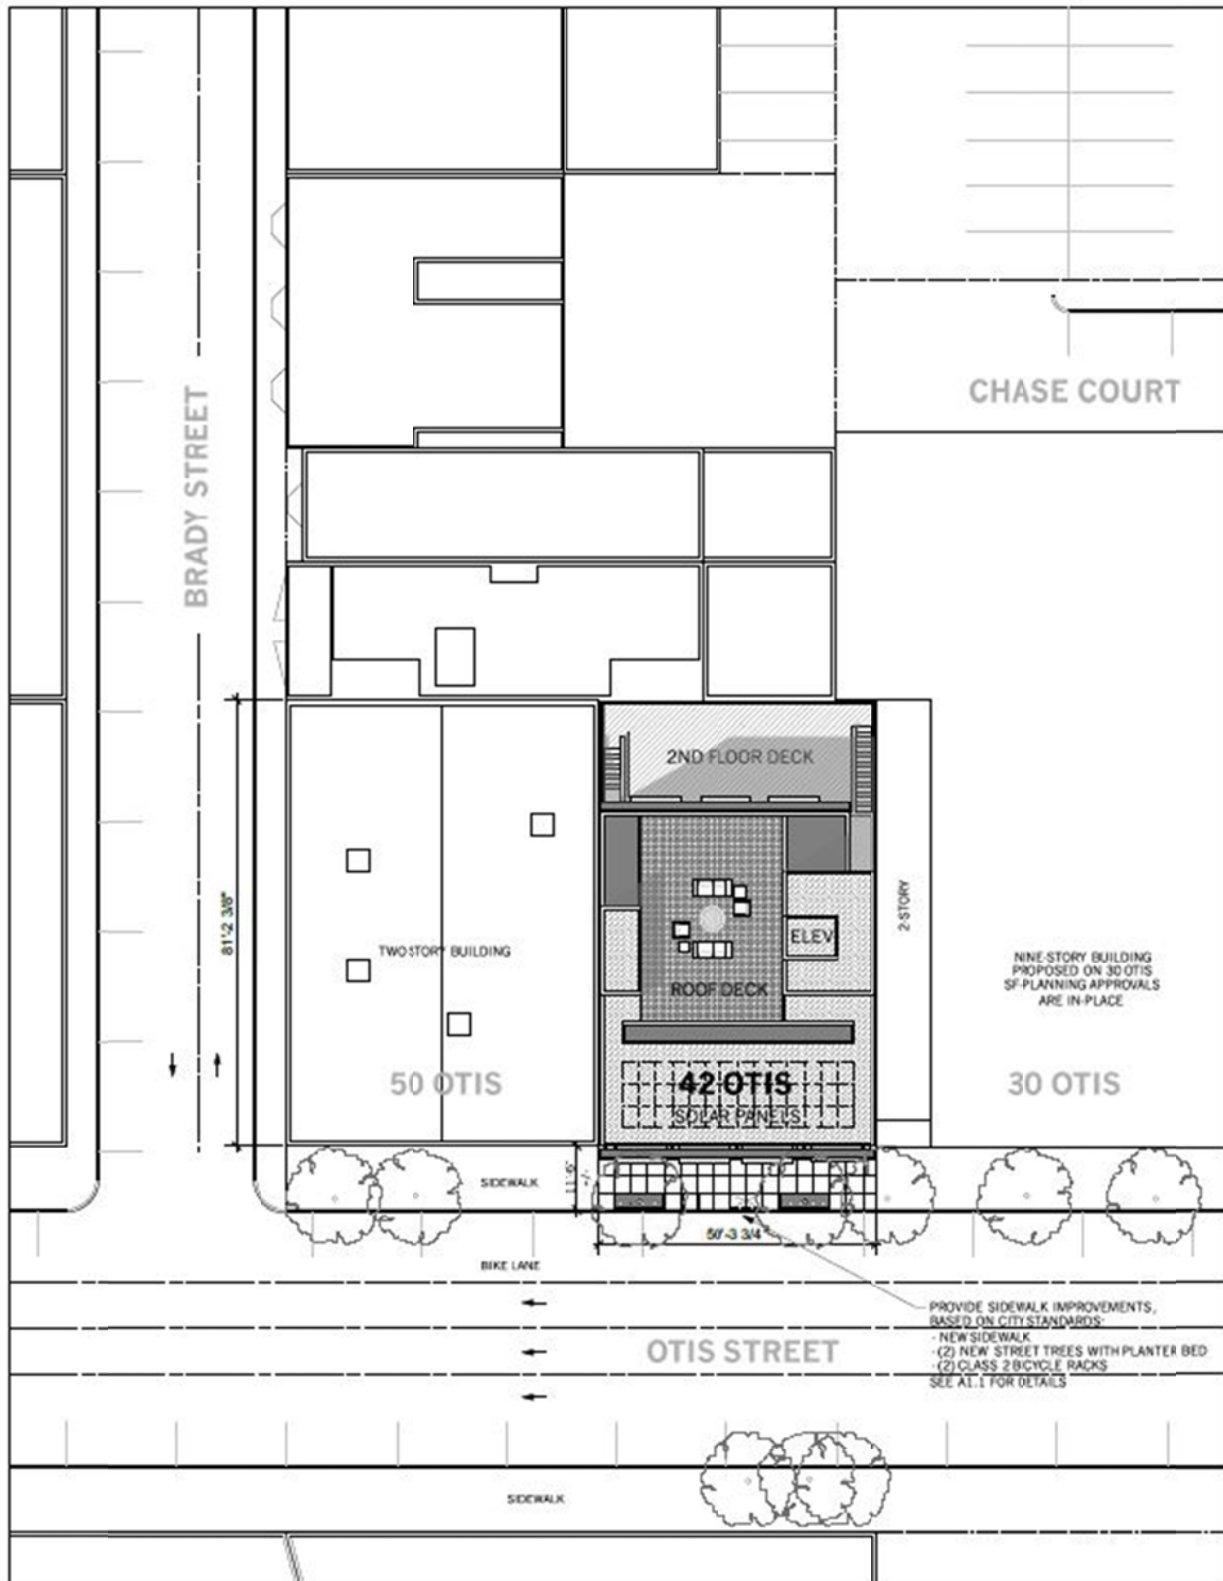 CHASE COURT
BRADY STREET
2ND FLOOR DECK
81'-2 3/8"
TWO STORY BUILDING
ELEV
2-STORY
ROOF DECK
NINE-STORY BUILDING
PROPOSED ON 30 OTIS
SF-PLANNING APPROVALS
ARE IN-PLACE
50 OTIS
42 OTIS
30 OTIS
SOLAR PANELS
SIDEWALK
11'-6"
+/-
50'-3 3/4"
BIKE LANE
PROVIDE SIDEWALK IMPROVEMENTS,
BASED ON CITY STANDARDS:
- NEW SIDEWALK
- (2) NEW STREET TREES WITH PLANTER BED
- (2) CLASS 2 BICYCLE RACKS
SEE A1.1 FOR DETAILS
OTIS STREET
SIDEWALK